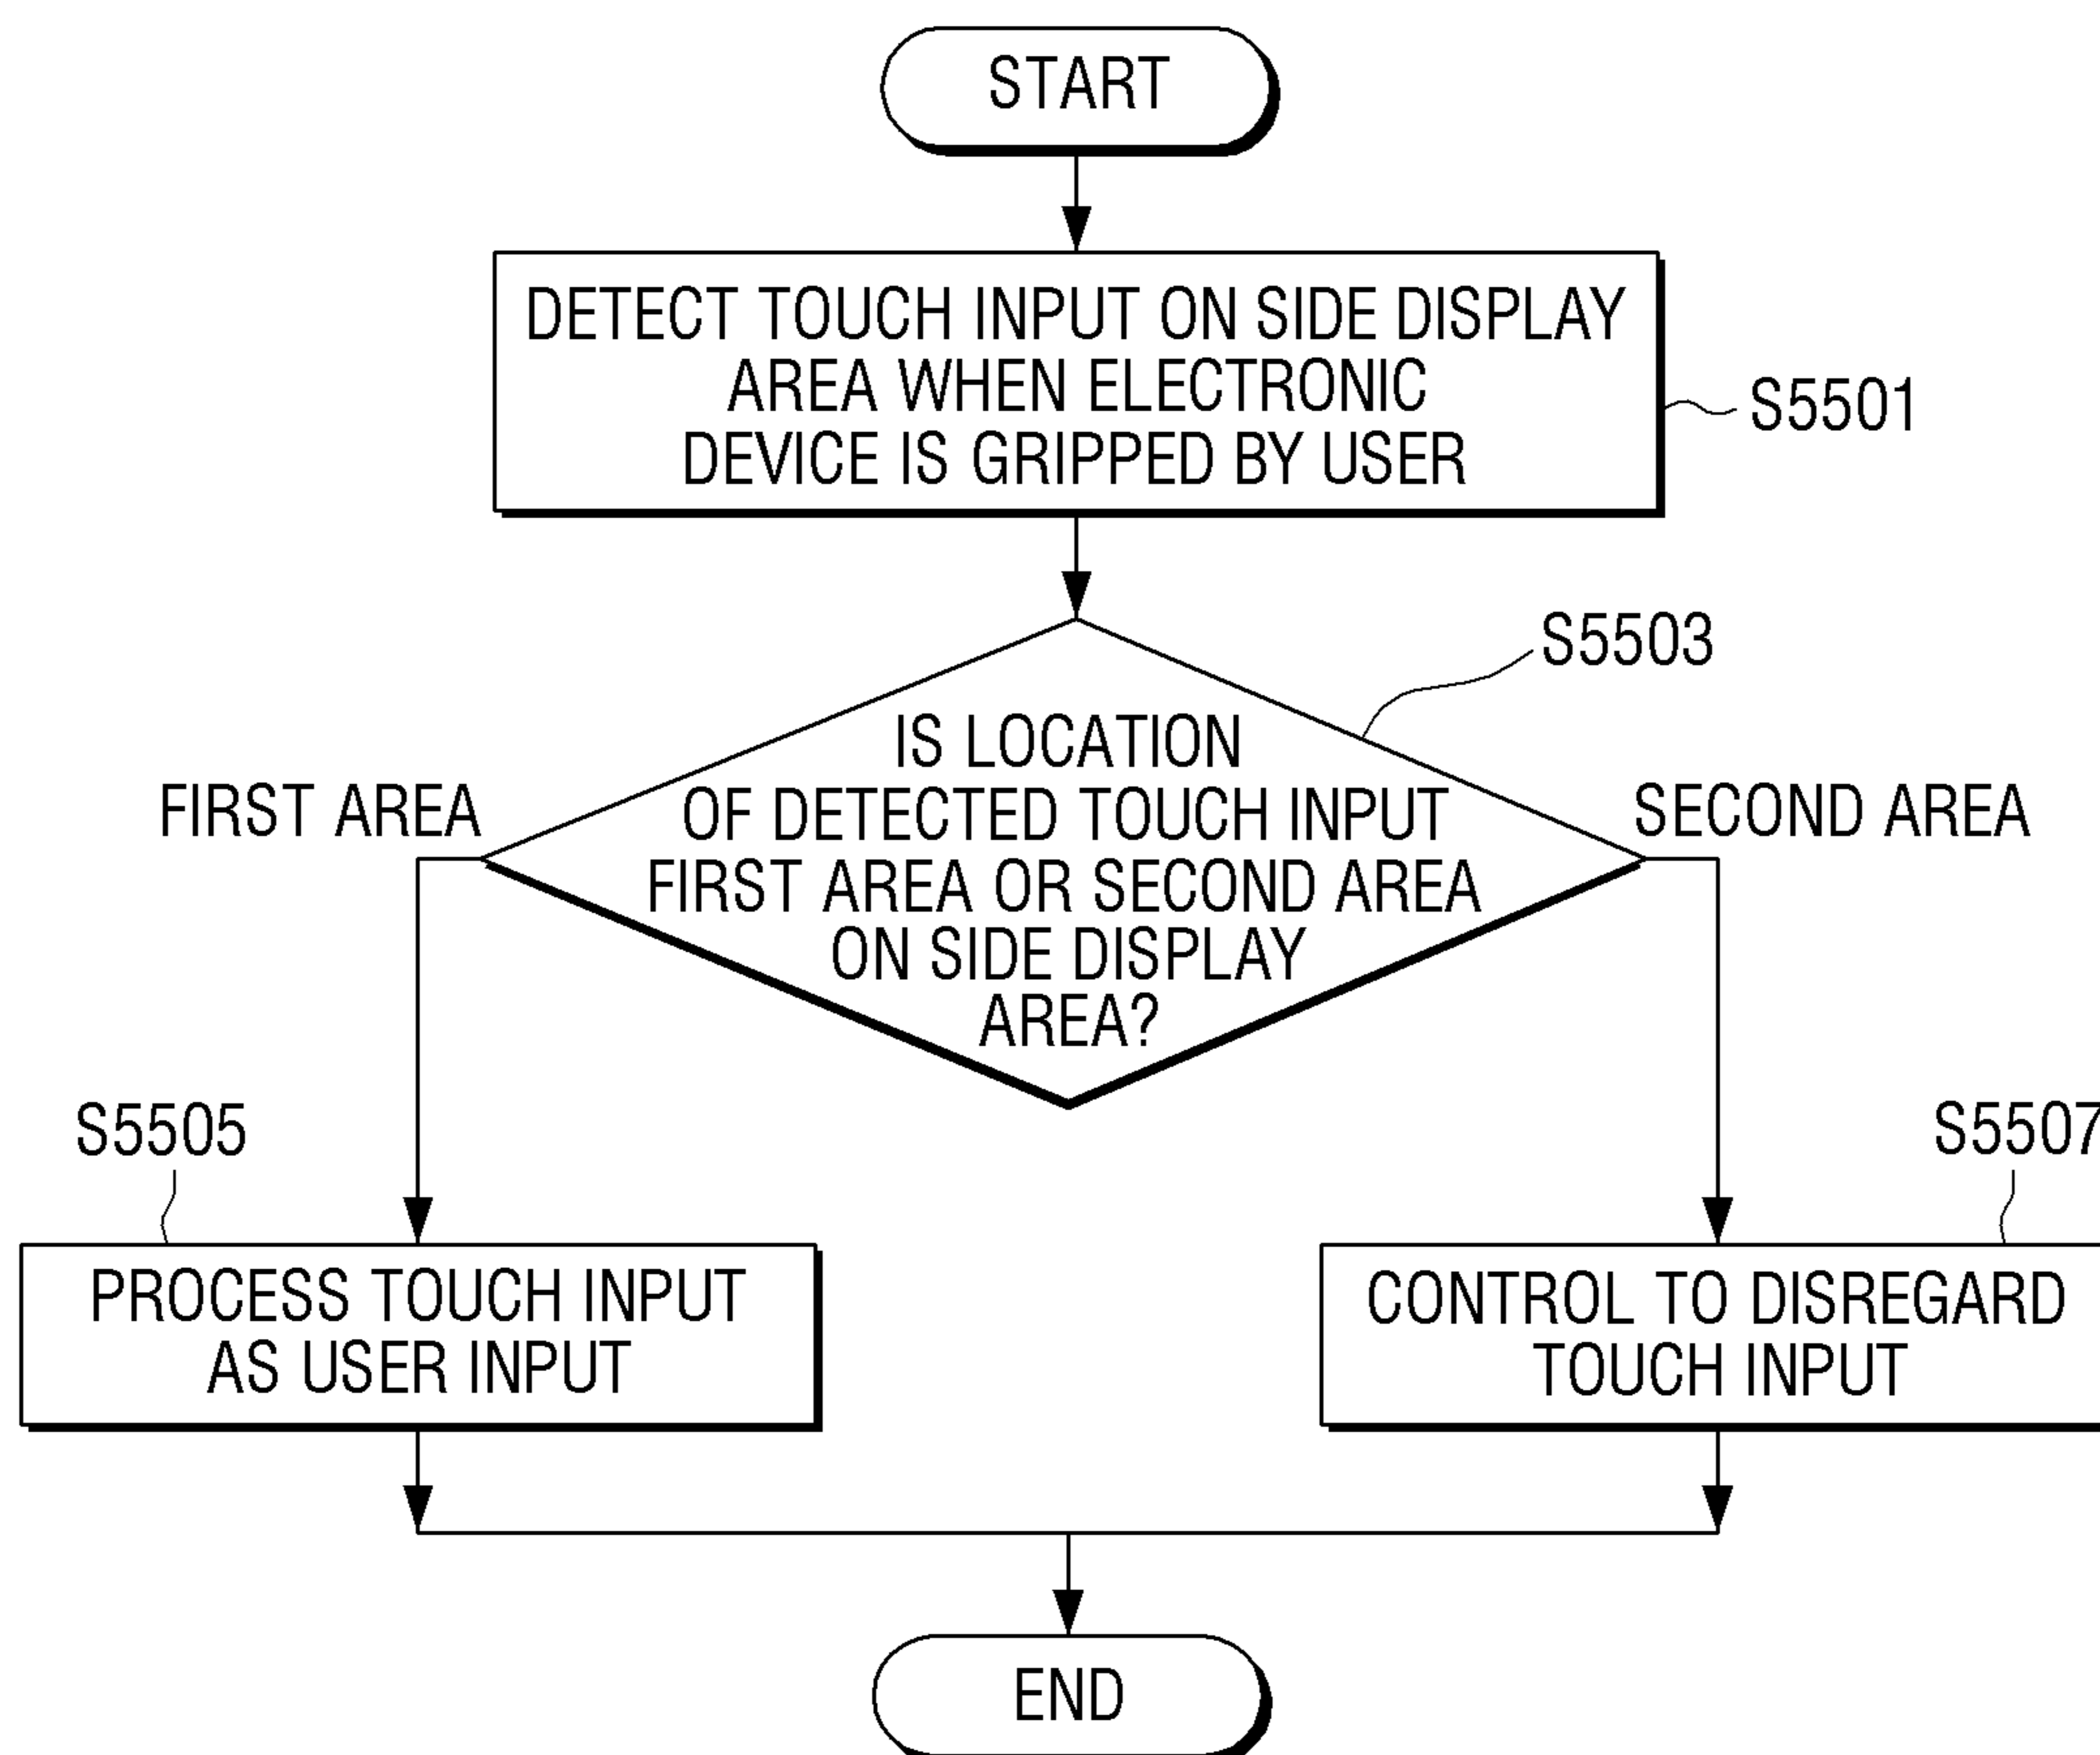 START
DETECT TOUCH INPUT ON SIDE DISPLAY
AREA WHEN ELECTRONIC
DEVICE IS GRIPPED BY USER
S5501
S5503
IS LOCATION
OF DETECTED TOUCH INPUT
FIRST AREA OR SECOND AREA
ON SIDE DISPLAY
AREA?
FIRST AREA
SECOND AREA
S5505
S5507
PROCESS TOUCH INPUT
AS USER INPUT
CONTROL TO DISREGARD
TOUCH INPUT
END